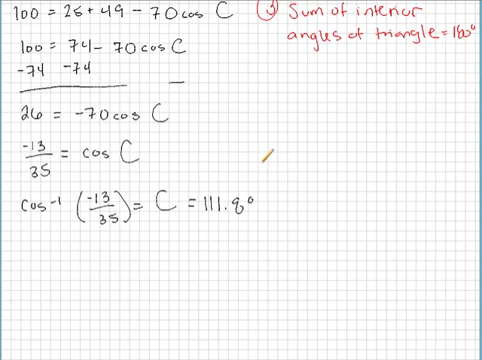 100 = 25 + 49 - 70 cos C
100 = 74 - 70 cos C
-74 -74
26 = -70 cos C
-13/35 = cos C
cos⁻¹ (-13/35) = C = 111.8°
③ Sum of interior
angles of triangle = 180°